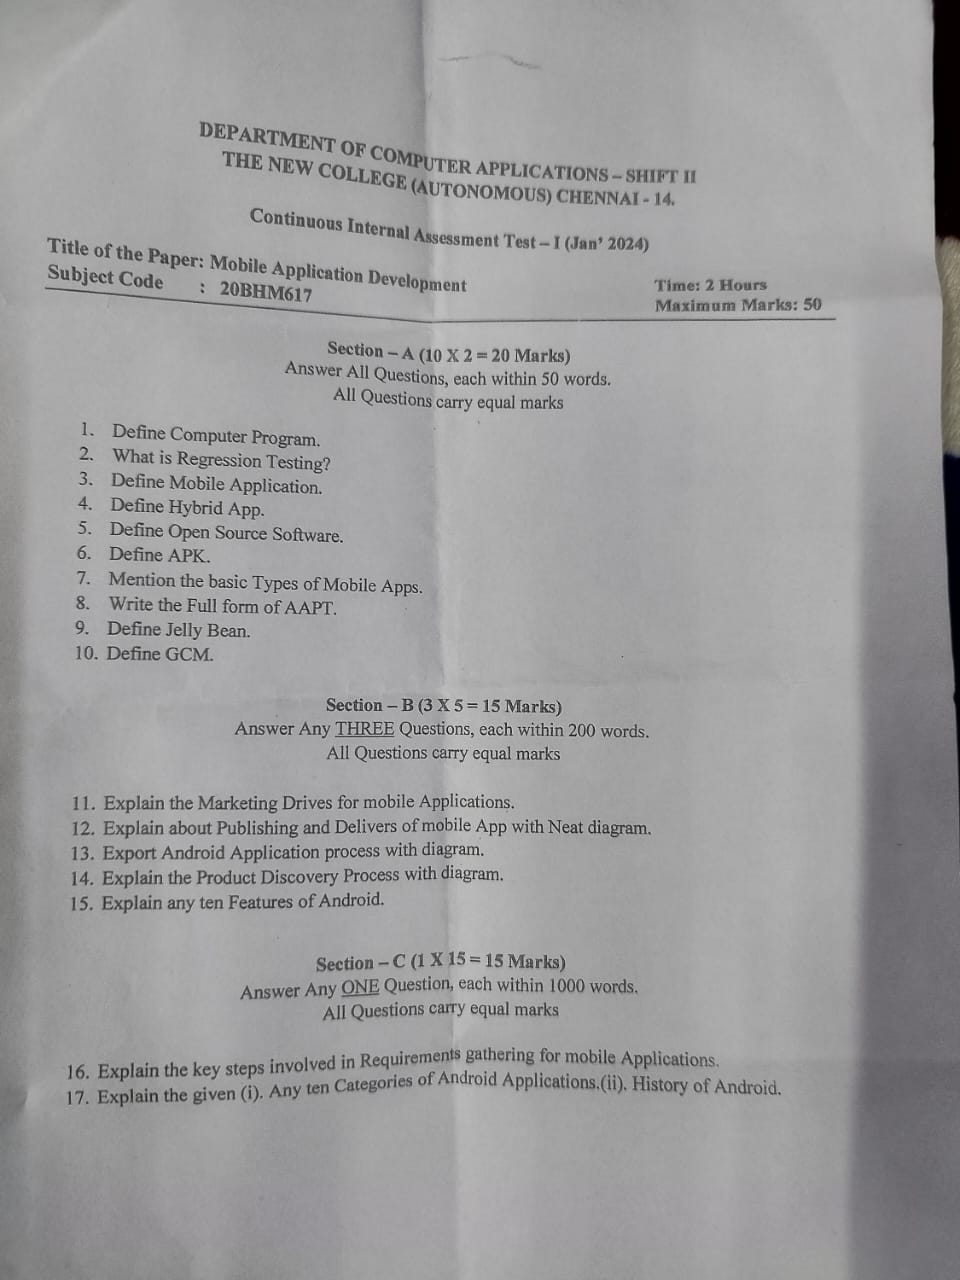 DEPARTMENT OF COMPUTER APPLICATIONS – SHIFT II
THE NEW COLLEGE (AUTONOMOUS) CHENNAI - 14.
Continuous Internal Assessment Test – I (Jan’ 2024)
Title of the Paper: Mobile Application Development
Subject Code : 20BHM617
Time: 2 Hours
Maximum Marks: 50
Section – A (10 X 2 = 20 Marks)
Answer All Questions, each within 50 words.
All Questions carry equal marks
1. Define Computer Program.
2. What is Regression Testing?
3. Define Mobile Application.
4. Define Hybrid App.
5. Define Open Source Software.
6. Define APK.
7. Mention the basic Types of Mobile Apps.
8. Write the Full form of AAPT.
9. Define Jelly Bean.
10. Define GCM.
Section – B (3 X 5 = 15 Marks)
Answer Any THREE Questions, each within 200 words.
All Questions carry equal marks
11. Explain the Marketing Drives for mobile Applications.
12. Explain about Publishing and Delivers of mobile App with Neat diagram.
13. Export Android Application process with diagram.
14. Explain the Product Discovery Process with diagram.
15. Explain any ten Features of Android.
Section – C (1 X 15 = 15 Marks)
Answer Any ONE Question, each within 1000 words.
All Questions carry equal marks
16. Explain the key steps involved in Requirements gathering for mobile Applications.
17. Explain the given (i). Any ten Categories of Android Applications.(ii). History of Android.